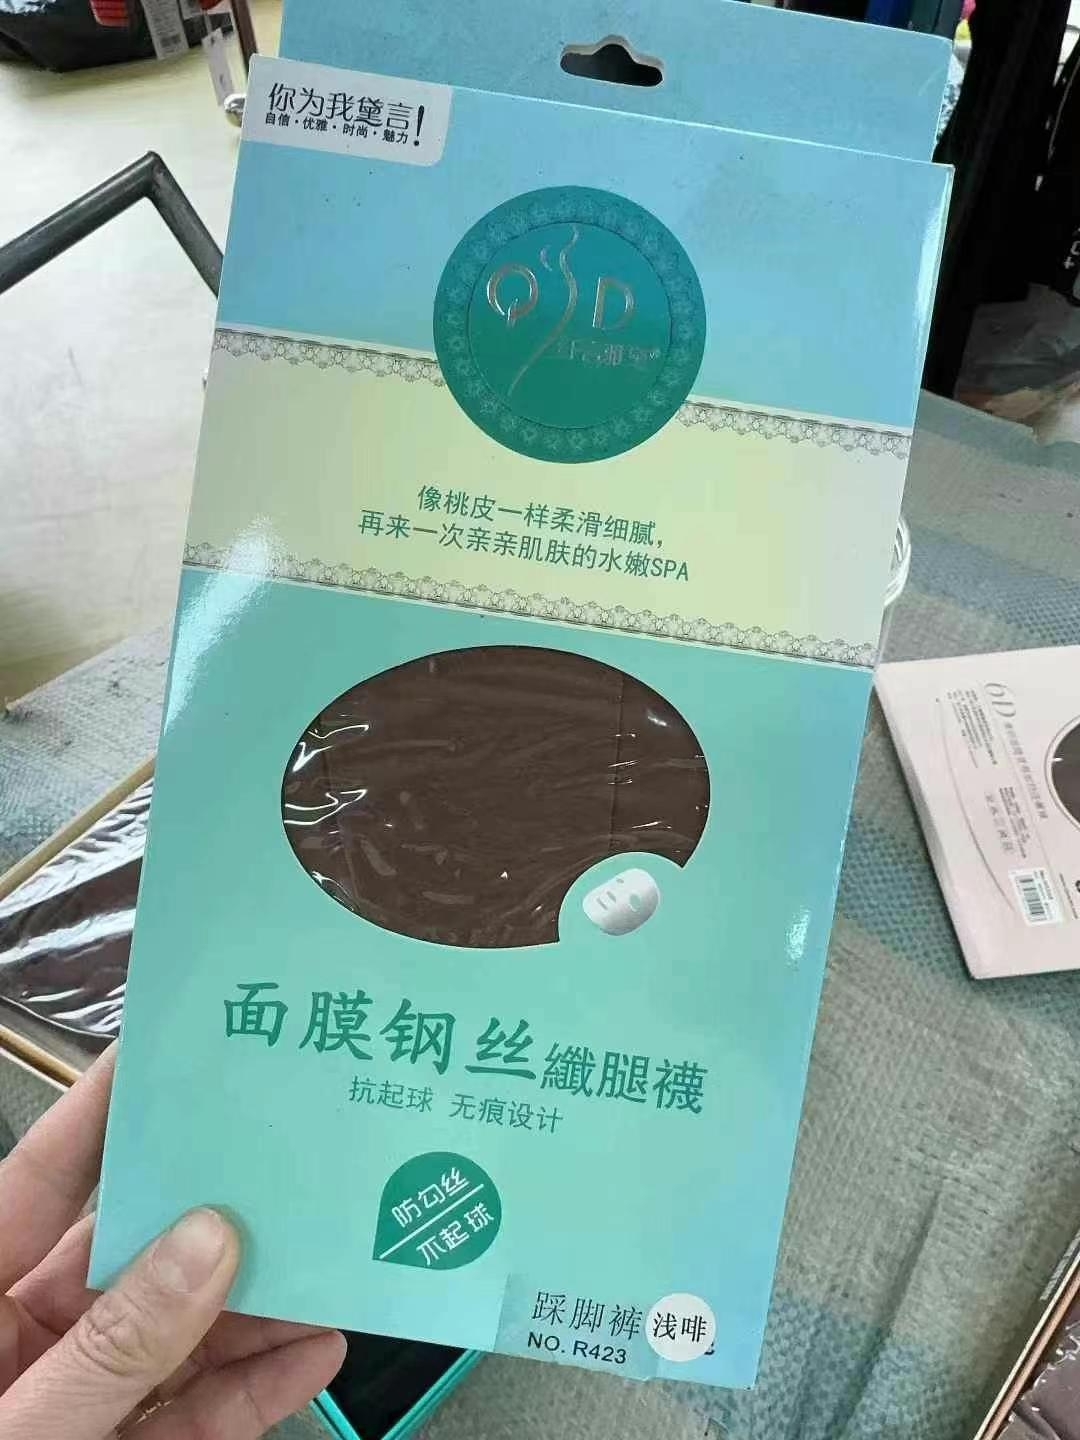 你为我黛言!
自信·优雅·时尚·魅力
QSD
像桃皮一样柔滑细腻,
再来一次亲亲肌肤的水嫩SPA
面膜钢丝纖腿襪
抗起球 无痕设计
防勾丝
不起球
踩脚裤
浅啡
NO. R423
6D